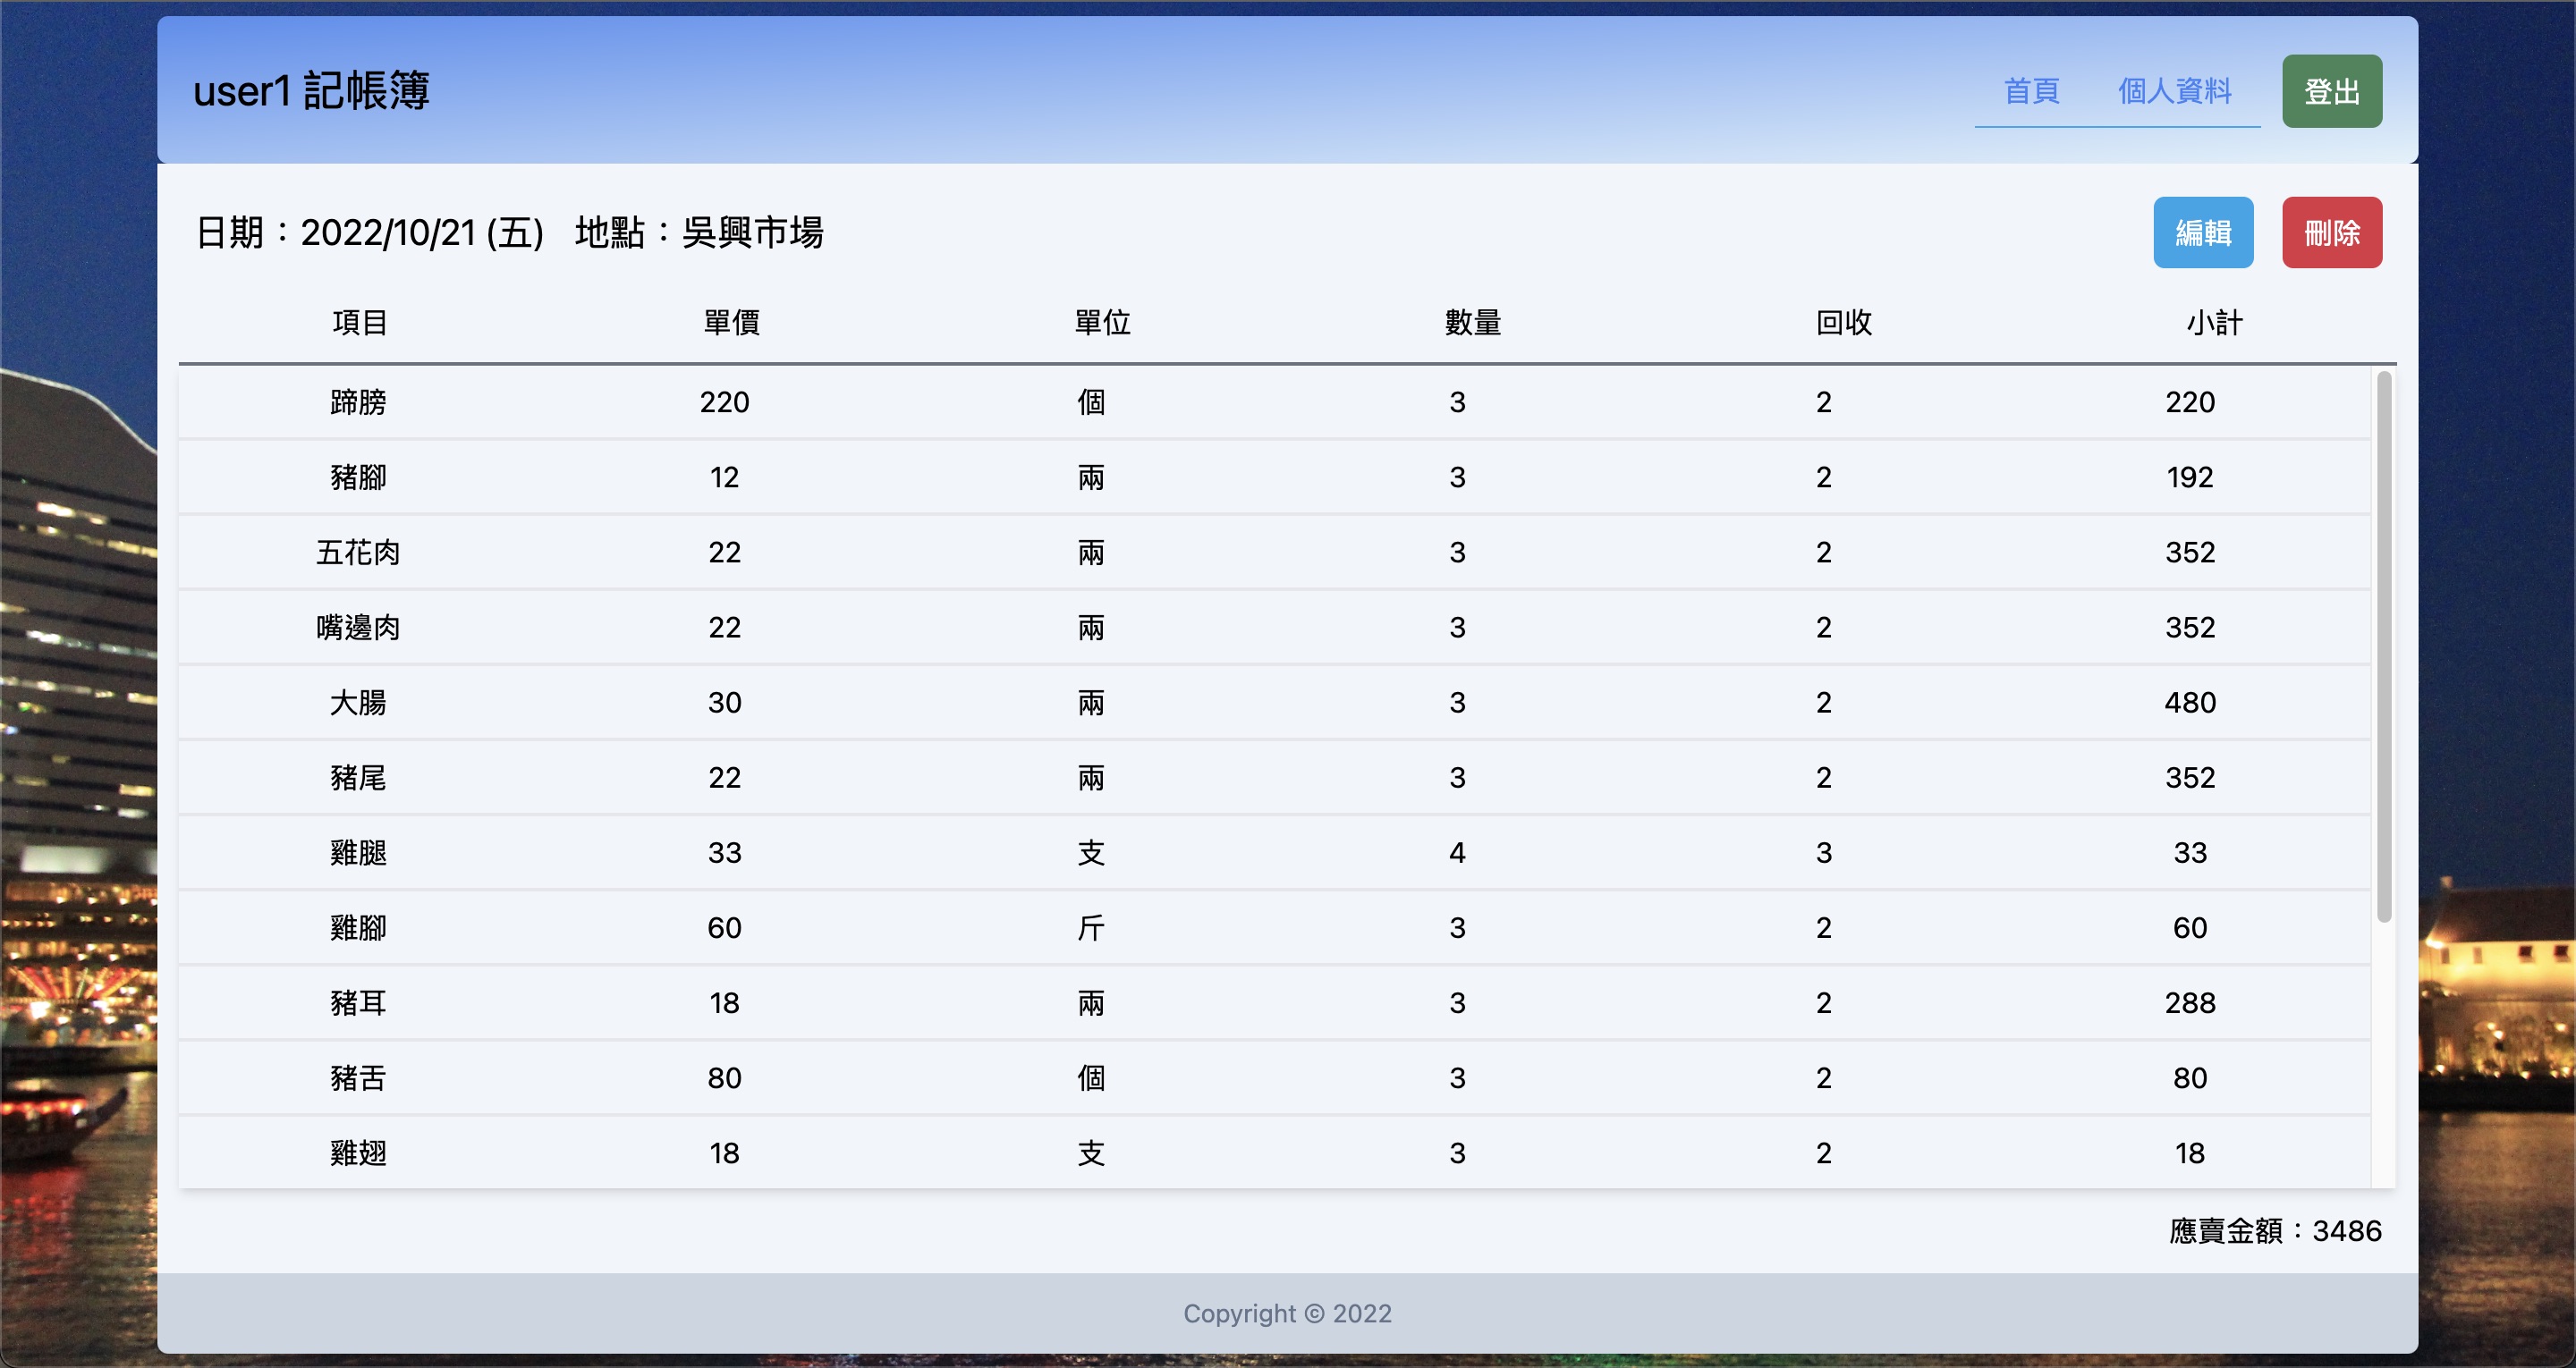 user1 記帳簿 首頁 個人資料 登出
日期：2022/10/21 (五) 地點：吳興市場 編輯 刪除
項目 單價 單位 數量 回收 小計
蹄膀 220 個 3 2 220
豬腳 12 兩 3 2 192
五花肉 22 兩 3 2 352
嘴邊肉 22 兩 3 2 352
大腸 30 兩 3 2 480
豬尾 22 兩 3 2 352
雞腿 33 支 4 3 33
雞腳 60 斤 3 2 60
豬耳 18 兩 3 2 288
豬舌 80 個 3 2 80
雞翅 18 支 3 2 18
應賣金額：3486
Copyright © 2022